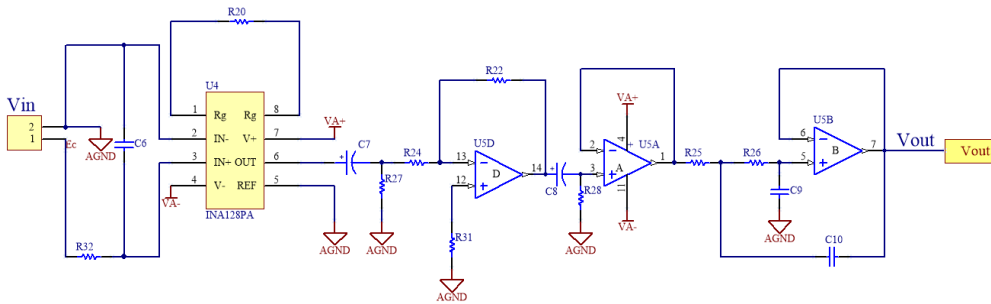 R20
U4
Vin
2
1
Ec
AGND
C6
1
Rg
Rg
8
2
IN-
V+
7
VA+
3
IN+
OUT
6
4
V-
REF
5
VA-
INA128PA
R32
AGND
+
C7
R27
AGND
R24
R22
13
12
U5D
D
14
R31
AGND
+
C8
R28
AGND
2
3
VA+
4
+
U5A
A
1
11
VA-
R25
R26
C9
AGND
C10
6
5
U5B
B
7
Vout
Vout